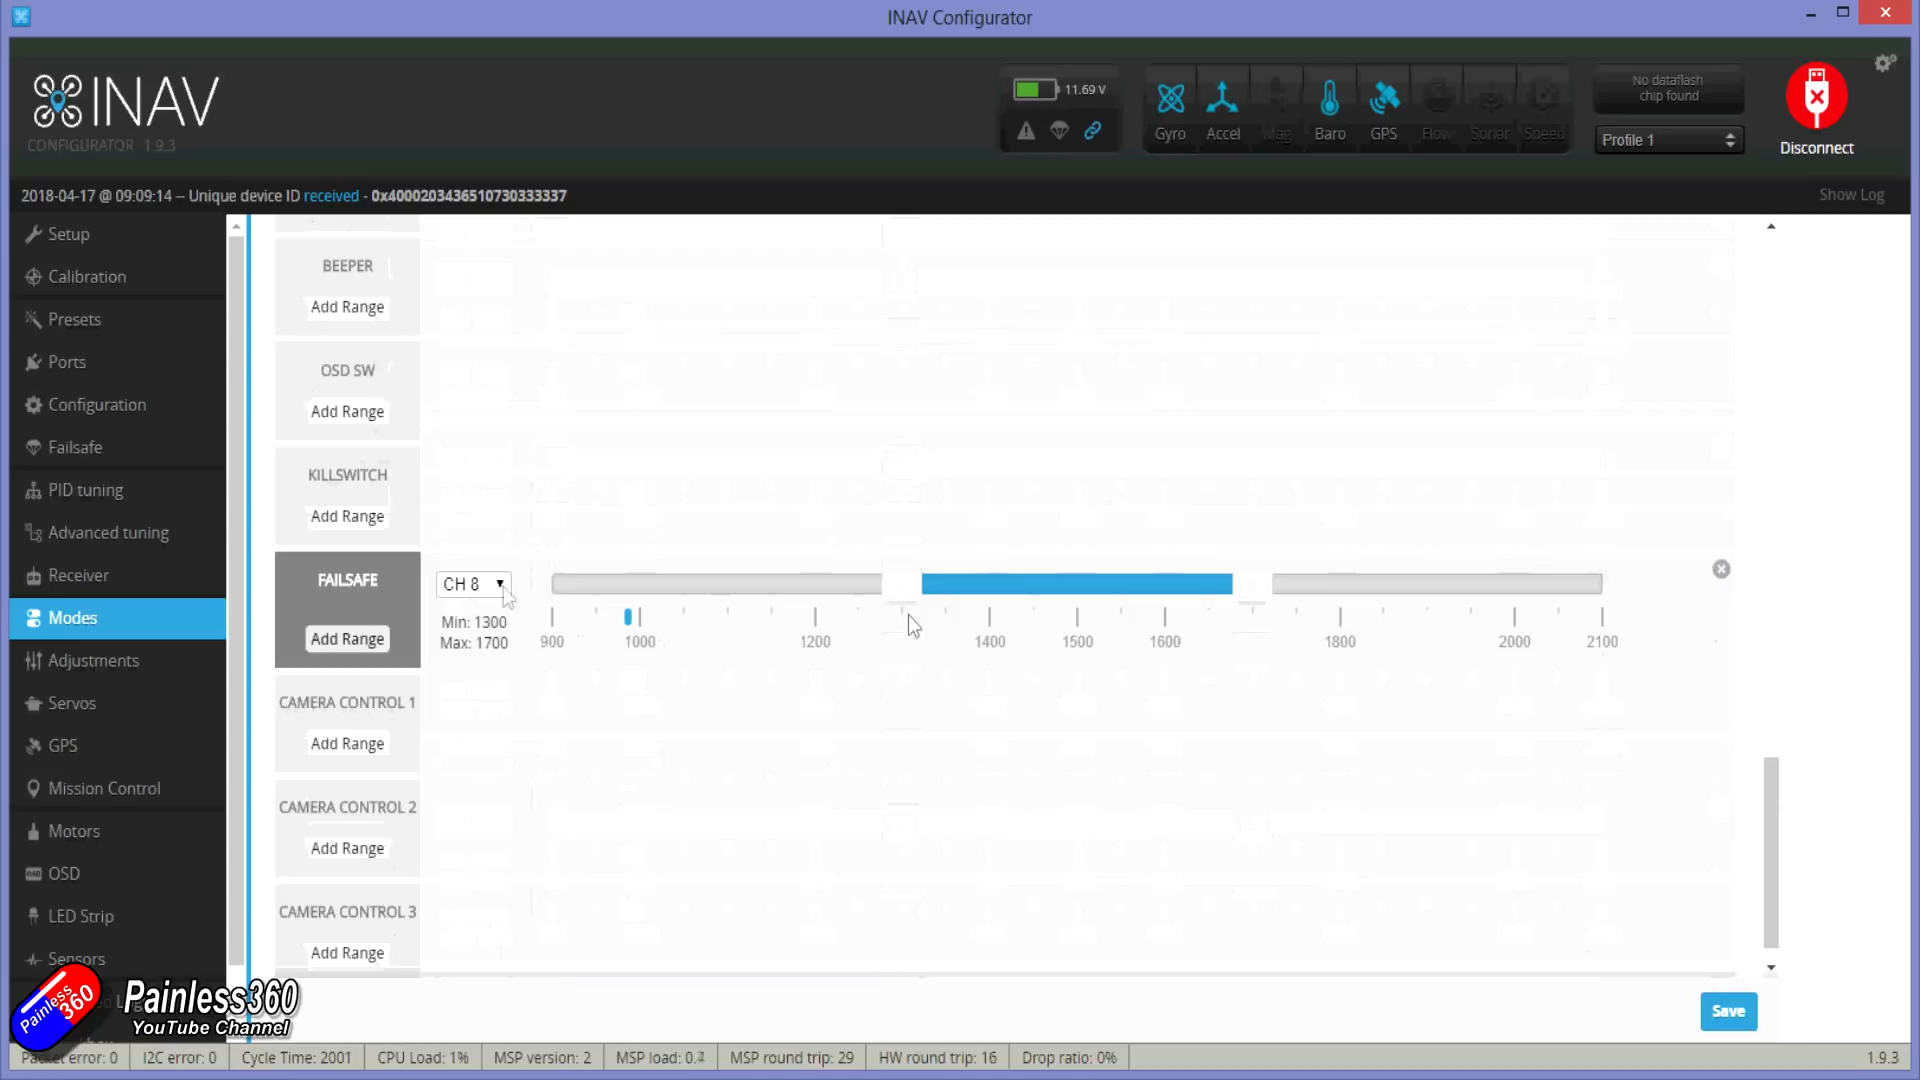 INAV Configurator
INAV
CONFIGURATOR 1.9.3
11.69 V
Gyro
Accel
Mag
Baro
GPS
Flow
Sonar
Speed
No dataflash
chip found
Profile 1
Disconnect
2018-04-17 @ 09:09:14 -- Unique device ID received - 0x4000203436510730333337
Show Log
Setup
Calibration
Presets
Ports
Configuration
Failsafe
PID tuning
Advanced tuning
Receiver
Modes
Adjustments
Servos
GPS
Mission Control
Motors
OSD
LED Strip
Sensors
BEEPER
Add Range
OSD SW
Add Range
KILLSWITCH
Add Range
FAILSAFE
Add Range
CH 8
Min: 1300
Max: 1700
900 1000 1200 1400 1500 1600 1800 2000 2100
CAMERA CONTROL 1
Add Range
CAMERA CONTROL 2
Add Range
CAMERA CONTROL 3
Add Range
Save
Painless
360
Painless360
YouTube Channel
Packet error: 0
I2C error: 0
Cycle Time: 2001
CPU Load: 1%
MSP version: 2
MSP load: 0.4
MSP round trip: 29
HW round trip: 16
Drop ratio: 0%
1.9.3